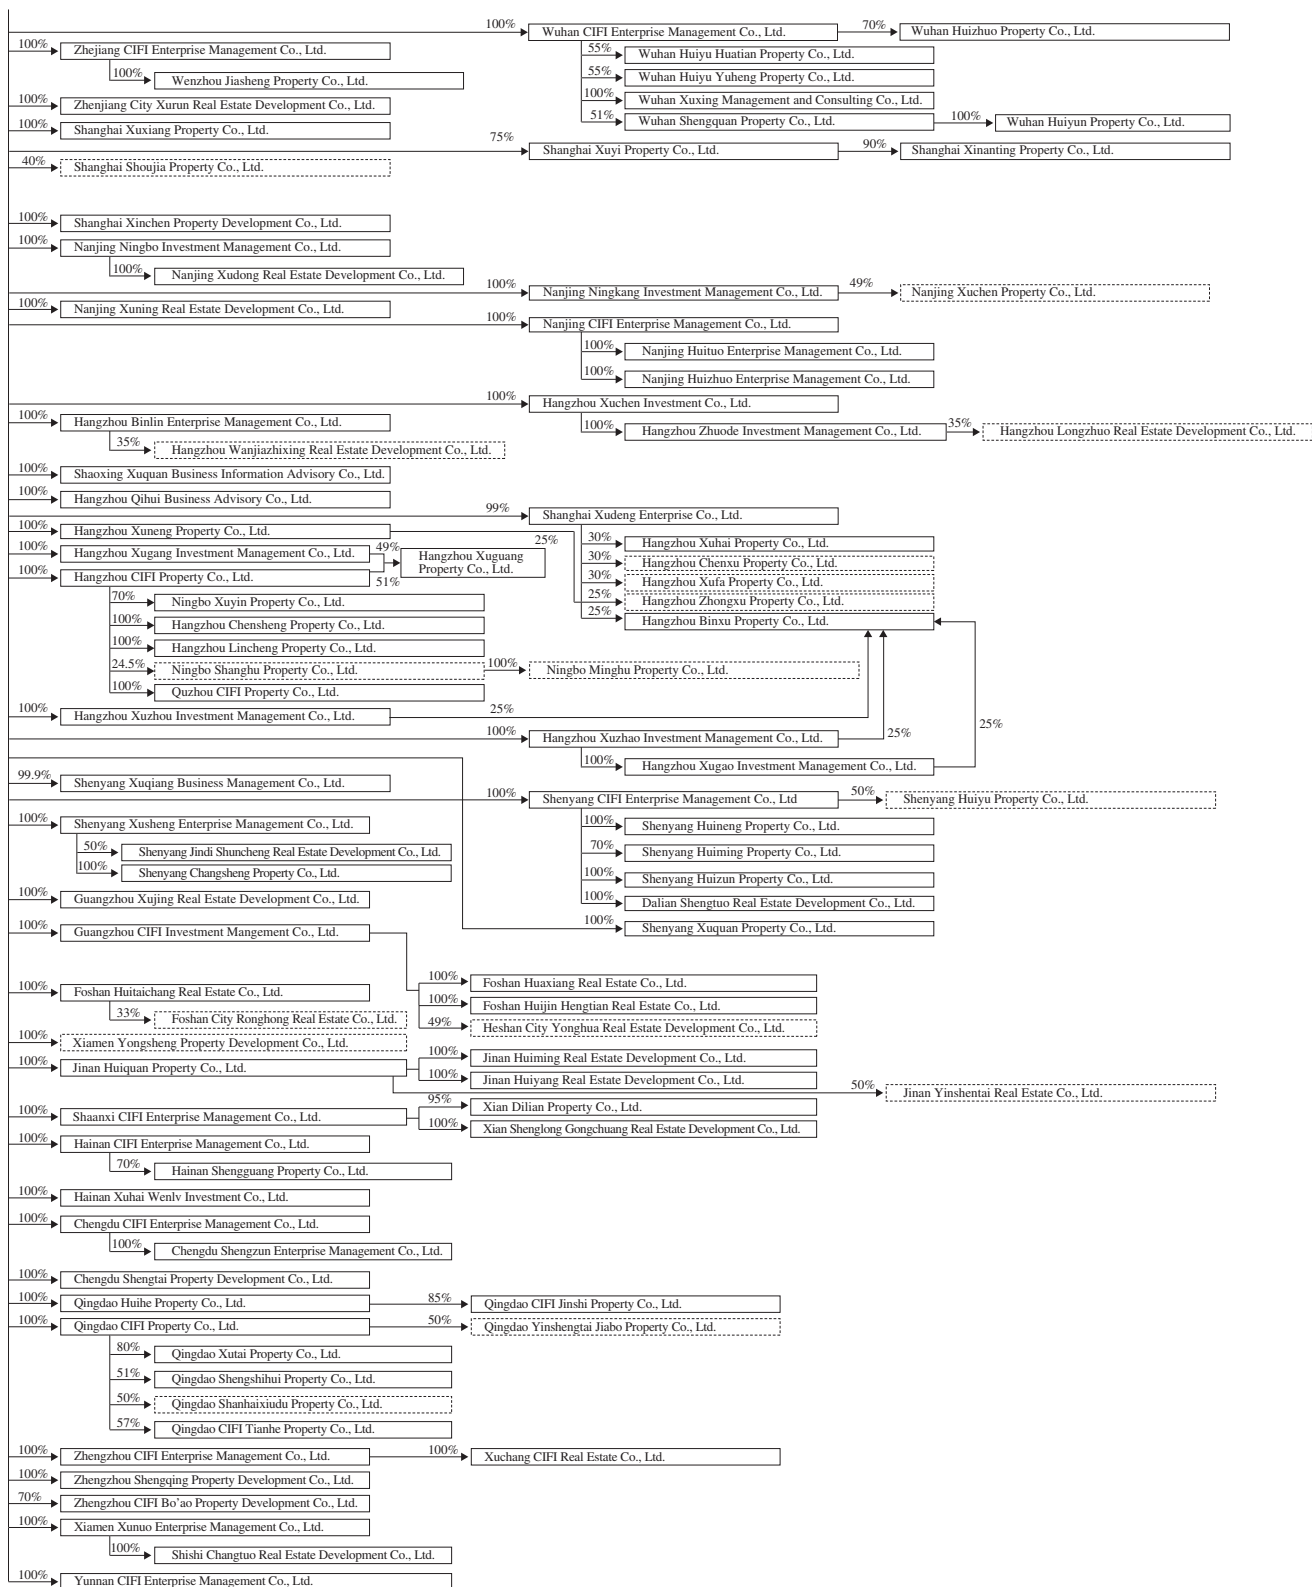 100% Wuhan CIFI Enterprise Management Co., Ltd. 70% Wuhan Huizhuo Property Co., Ltd.
100% Zhejiang CIFI Enterprise Management Co., Ltd. 55% Wuhan Huiyu Huatian Property Co., Ltd.
100% Wenzhou Jiasheng Property Co., Ltd. 55% Wuhan Huiyu Yuheng Property Co., Ltd.
100% Zhenjiang City Xurun Real Estate Development Co., Ltd. 100% Wuhan Xuxing Management and Consulting Co., Ltd.
100% Shanghai Xuxiang Property Co., Ltd. 51% Wuhan Shengquan Property Co., Ltd. 100% Wuhan Huiyun Property Co., Ltd.
75% Shanghai Xuyi Property Co., Ltd. 90% Shanghai Xinanting Property Co., Ltd.
40% Shanghai Shoujia Property Co., Ltd.
100% Shanghai Xinchen Property Development Co., Ltd.
100% Nanjing Ningbo Investment Management Co., Ltd.
100% Nanjing Xudong Real Estate Development Co., Ltd.
100% Nanjing Ningkang Investment Management Co., Ltd. 49% Nanjing Xuchen Property Co., Ltd.
100% Nanjing Xuning Real Estate Development Co., Ltd.
100% Nanjing CIFI Enterprise Management Co., Ltd.
100% Nanjing Huituo Enterprise Management Co., Ltd.
100% Nanjing Huizhuo Enterprise Management Co., Ltd.
100% Hangzhou Xuchen Investment Co., Ltd.
100% Hangzhou Binlin Enterprise Management Co., Ltd.
100% Hangzhou Zhuode Investment Management Co., Ltd. 35% Hangzhou Longzhuo Real Estate Development Co., Ltd.
35% Hangzhou Wanjiazhixing Real Estate Development Co., Ltd.
100% Shaoxing Xuquan Business Information Advisory Co., Ltd.
100% Hangzhou Qihui Business Advisory Co., Ltd.
99% Shanghai Xudeng Enterprise Co., Ltd.
100% Hangzhou Xuneng Property Co., Ltd. 25%
30% Hangzhou Xuhai Property Co., Ltd.
100% Hangzhou Xugang Investment Management Co., Ltd. 49% Hangzhou Xuguang
Property Co., Ltd.
30% Hangzhou Chenxu Property Co., Ltd.
100% Hangzhou CIFI Property Co., Ltd. 51%
30% Hangzhou Xufa Property Co., Ltd.
70% Ningbo Xuyin Property Co., Ltd. 25% Hangzhou Zhongxu Property Co., Ltd.
100% Hangzhou Chensheng Property Co., Ltd. 25% Hangzhou Binxu Property Co., Ltd.
100% Hangzhou Lincheng Property Co., Ltd.
24.5% Ningbo Shanghu Property Co., Ltd. 100% Ningbo Minghu Property Co., Ltd.
100% Quzhou CIFI Property Co., Ltd.
100% Hangzhou Xuzhou Investment Management Co., Ltd. 25%
100% Hangzhou Xuzhao Investment Management Co., Ltd. 25% 25%
100% Hangzhou Xugao Investment Management Co., Ltd.
99.9% Shenyang Xuqiang Business Management Co., Ltd.
100% Shenyang CIFI Enterprise Management Co., Ltd 50% Shenyang Huiyu Property Co., Ltd.
100% Shenyang Xusheng Enterprise Management Co., Ltd. 100% Shenyang Huineng Property Co., Ltd.
50% Shenyang Jindi Shuncheng Real Estate Development Co., Ltd. 70% Shenyang Huiming Property Co., Ltd.
100% Shenyang Changsheng Property Co., Ltd. 100% Shenyang Huizun Property Co., Ltd.
100% Guangzhou Xujing Real Estate Development Co., Ltd. 100% Dalian Shengtuo Real Estate Development Co., Ltd.
100% Guangzhou CIFI Investment Mangement Co., Ltd. 100% Shenyang Xuquan Property Co., Ltd.
100% Foshan Huaxiang Real Estate Co., Ltd.
100% Foshan Huitaichang Real Estate Co., Ltd. 100% Foshan Huijin Hengtian Real Estate Co., Ltd.
33% Foshan City Ronghong Real Estate Co., Ltd. 49% Heshan City Yonghua Real Estate Development Co., Ltd.
100% Xiamen Yongsheng Property Development Co., Ltd.
100% Jinan Huiming Real Estate Development Co., Ltd.
100% Jinan Huiquan Property Co., Ltd. 100% Jinan Huiyang Real Estate Development Co., Ltd.
50% Jinan Yinshentai Real Estate Co., Ltd.
95% Xian Dilian Property Co., Ltd.
100% Shaanxi CIFI Enterprise Management Co., Ltd. 100% Xian Shenglong Gongchuang Real Estate Development Co., Ltd.
100% Hainan CIFI Enterprise Management Co., Ltd.
70% Hainan Shengguang Property Co., Ltd.
100% Hainan Xuhai Wenlv Investment Co., Ltd.
100% Chengdu CIFI Enterprise Management Co., Ltd.
100% Chengdu Shengzun Enterprise Management Co., Ltd.
100% Chengdu Shengtai Property Development Co., Ltd.
100% Qingdao Huihe Property Co., Ltd. 85% Qingdao CIFI Jinshi Property Co., Ltd.
100% Qingdao CIFI Property Co., Ltd. 50% Qingdao Yinshengtai Jiabo Property Co., Ltd.
80% Qingdao Xutai Property Co., Ltd.
51% Qingdao Shengshihui Property Co., Ltd.
50% Qingdao Shanhaixiudu Property Co., Ltd.
57% Qingdao CIFI Tianhe Property Co., Ltd.
100% Zhengzhou CIFI Enterprise Management Co., Ltd. 100% Xuchang CIFI Real Estate Co., Ltd.
100% Zhengzhou Shengqing Property Development Co., Ltd.
70% Zhengzhou CIFI Bo’ao Property Development Co., Ltd.
100% Xiamen Xunuo Enterprise Management Co., Ltd.
100% Shishi Changtuo Real Estate Development Co., Ltd.
100% Yunnan CIFI Enterprise Management Co., Ltd.